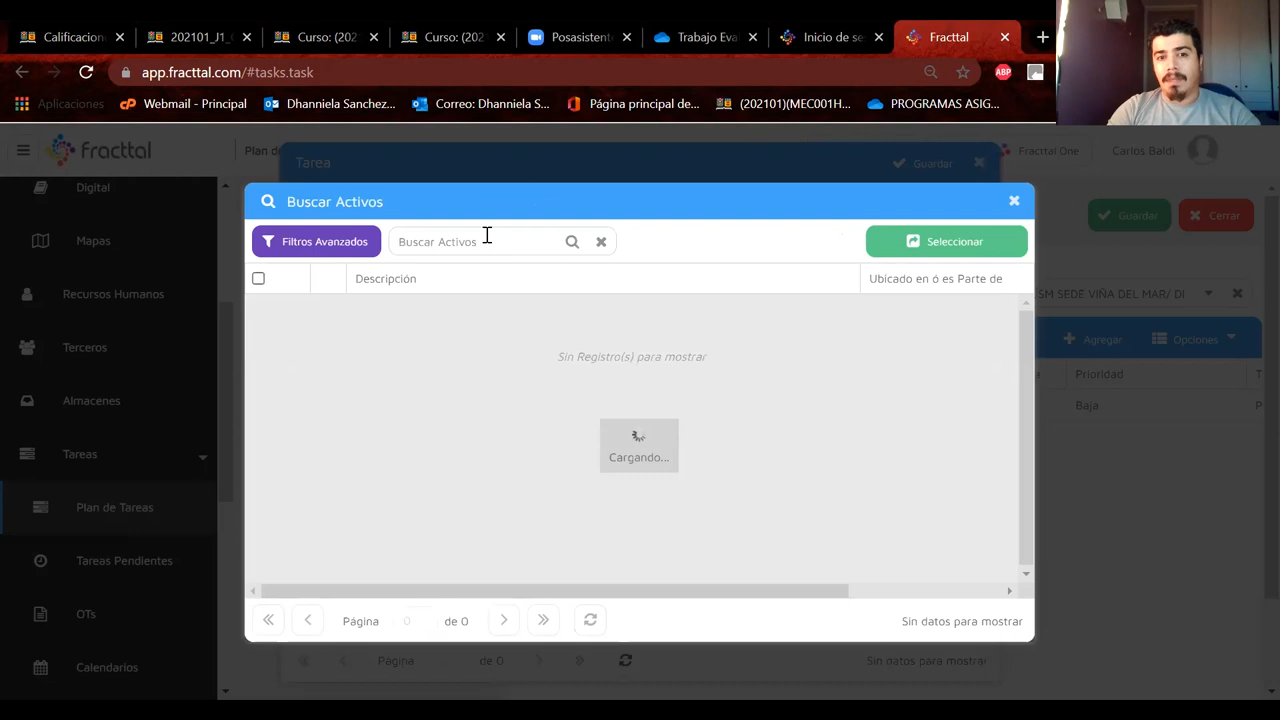 Calificacion
202101_J1_
Curso: (202
Curso: (202
Posasistente
Trabajo Eva
Inicio de se
Fracttal
app.fracttal.com/#tasks.task
ABP
Aplicaciones
Webmail - Principal
Dhanniela Sanchez...
Correo: Dhanniela S...
Página principal de...
(202101)(MEC001H...
PROGRAMAS ASIG...
fracttal
Plan d
Tarea
Guardar
Fracttal One
Carlos Baldi
Digital
Mapas
Recursos Humanos
Terceros
Almacenes
Tareas
Plan de Tareas
Tareas Pendientes
OTs
Calendarios
Buscar Activos
Filtros Avanzados
Buscar Activos
Seleccionar
Descripción
Ubicado en ó es Parte de
Sin Registro(s) para mostrar
Cargando...
Página 0 de 0
Sin datos para mostrar
Guardar
Cerrar
SM SEDE VIÑA DEL MAR/ DI
Agregar
Opciones
Prioridad
T
Baja
P
Página de 0
Sin datos para mostrar